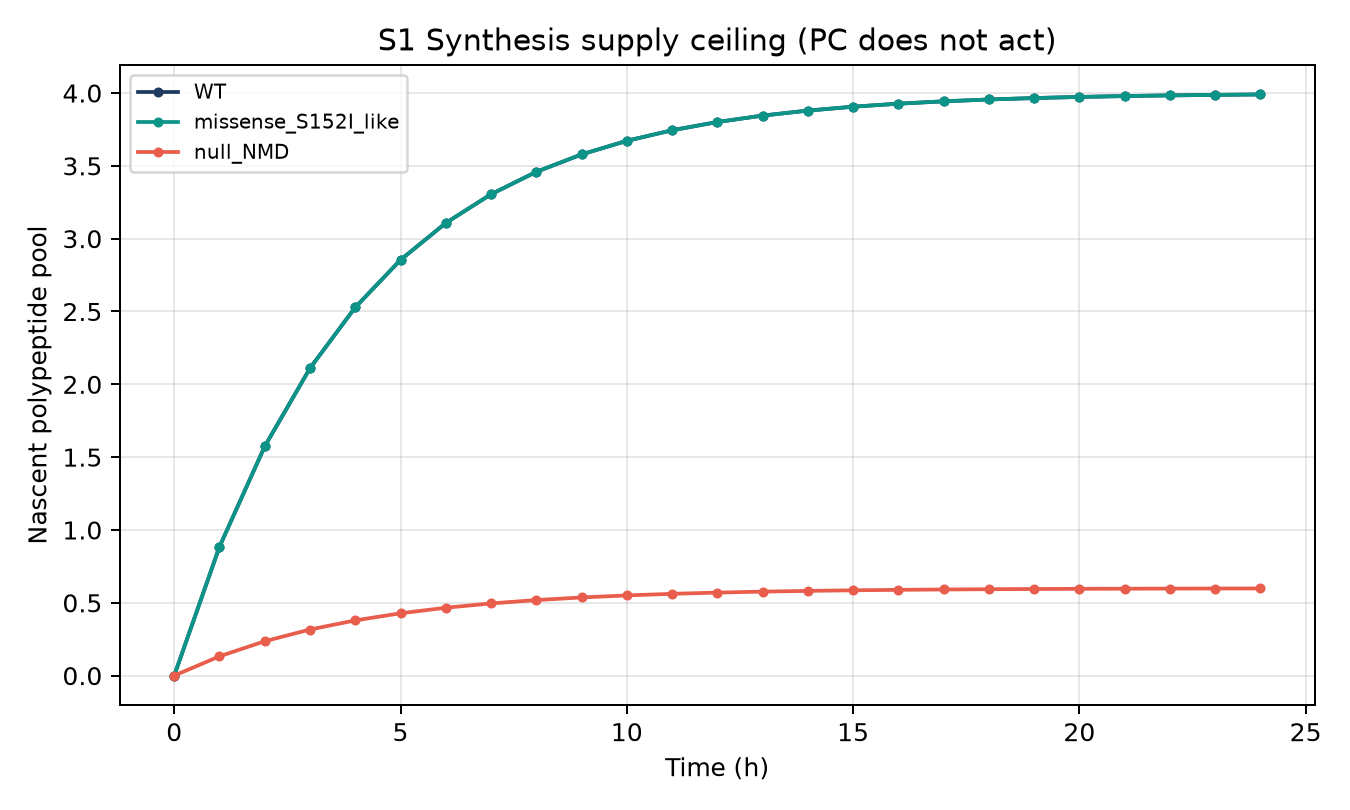 S1 Synthesis supply ceiling (PC does not act)
WT
missense_S152I_like
null_NMD
Nascent polypeptide pool
4.0
3.5
3.0
2.5
2.0
1.5
1.0
0.5
0.0
0 5 10 15 20 25
Time (h)